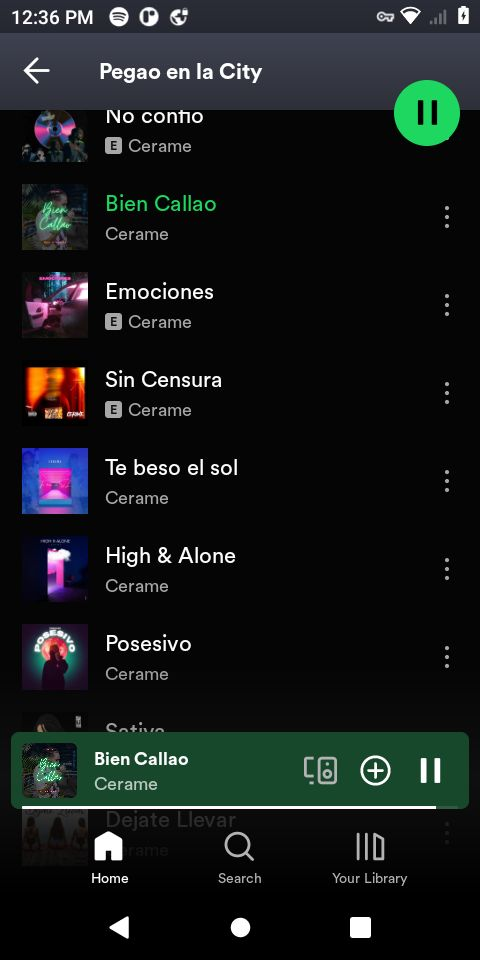 12:36 PM
Pegao en la City
No confio
E Cerame
Bien Callao
Cerame
Emociones
E Cerame
Sin Censura
E Cerame
Te beso el sol
Cerame
High & Alone
Cerame
Posesivo
Cerame
Sativa
Bien Callao
Cerame
Dejate Llevar
Cerame
Home
Search
Your Library